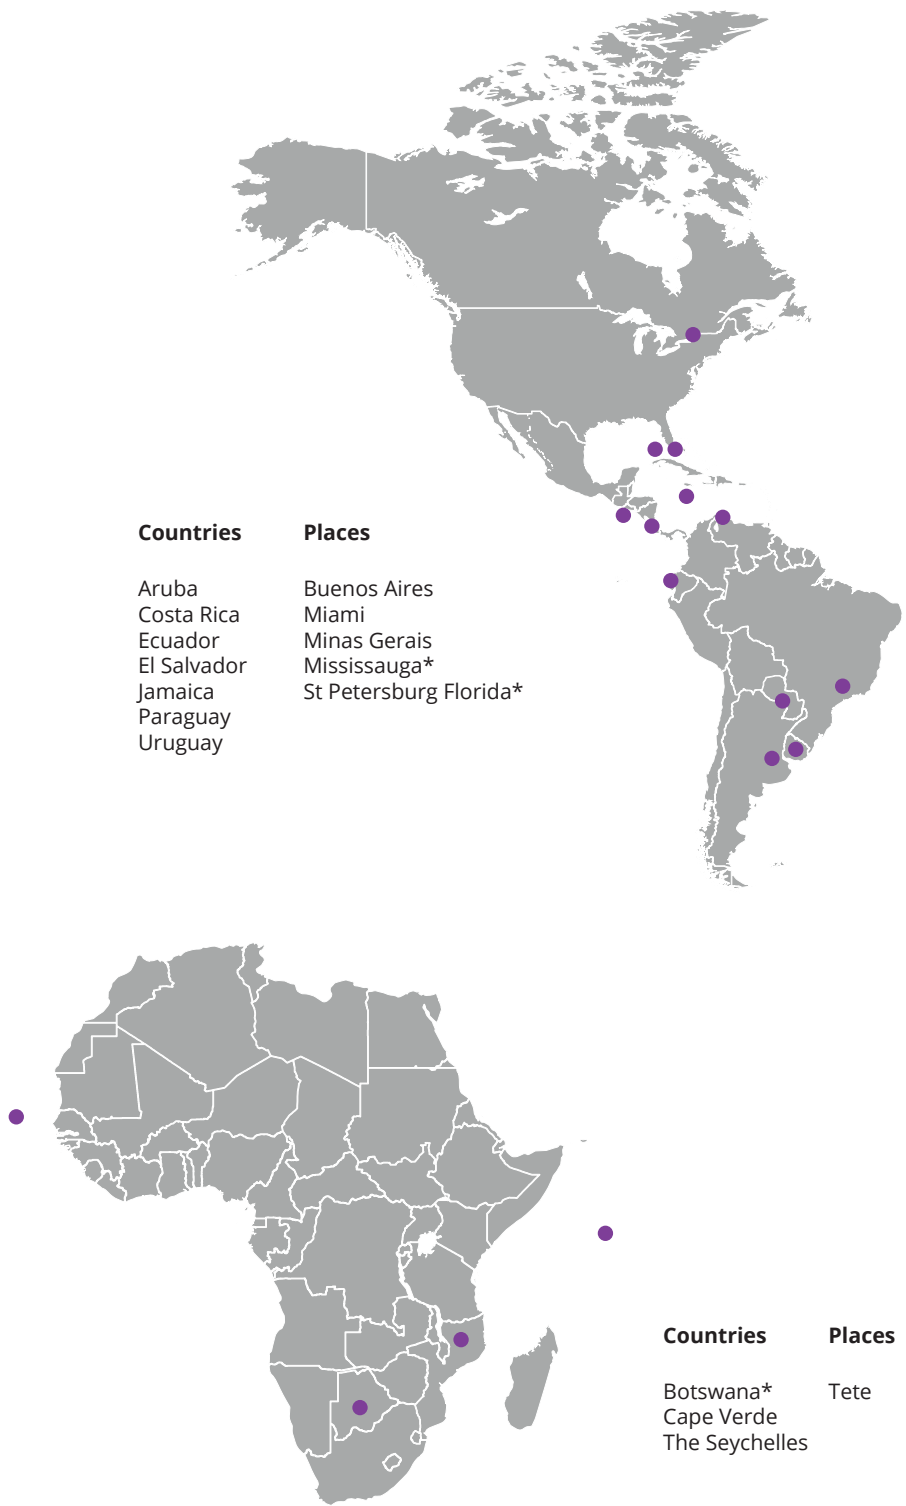 Countries
Places
Aruba
Costa Rica
Ecuador
El Salvador
Jamaica
Paraguay
Uruguay
Buenos Aires
Miami
Minas Gerais
Mississauga*
St Petersburg Florida*
Countries
Places
Botswana*
Cape Verde
The Seychelles
Tete